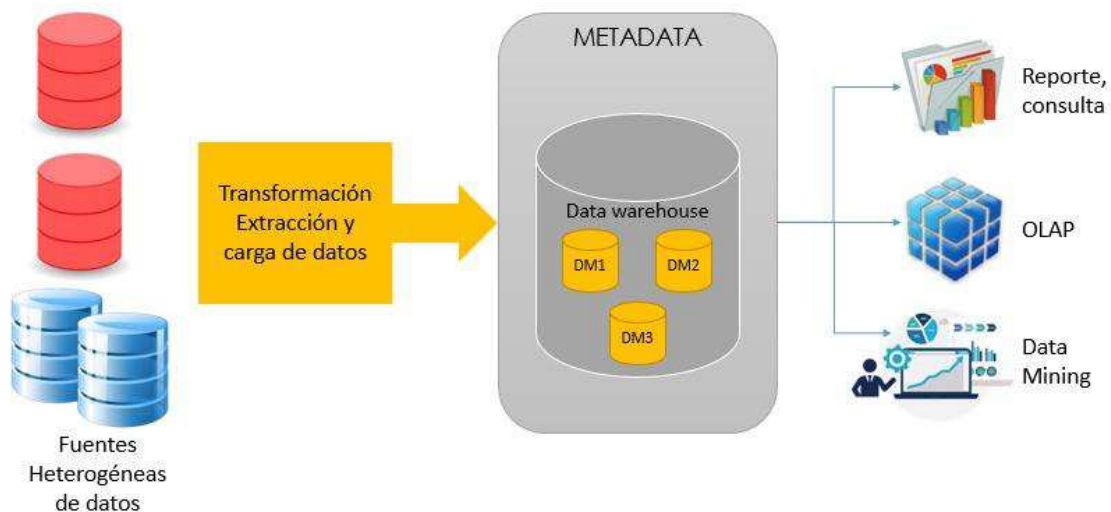 Fuentes
Heterogéneas
de datos
Transformación
Extracción y
carga de datos
METADATA
Data warehouse
DM1
DM2
DM3
Reporte,
consulta
OLAP
Data
Mining